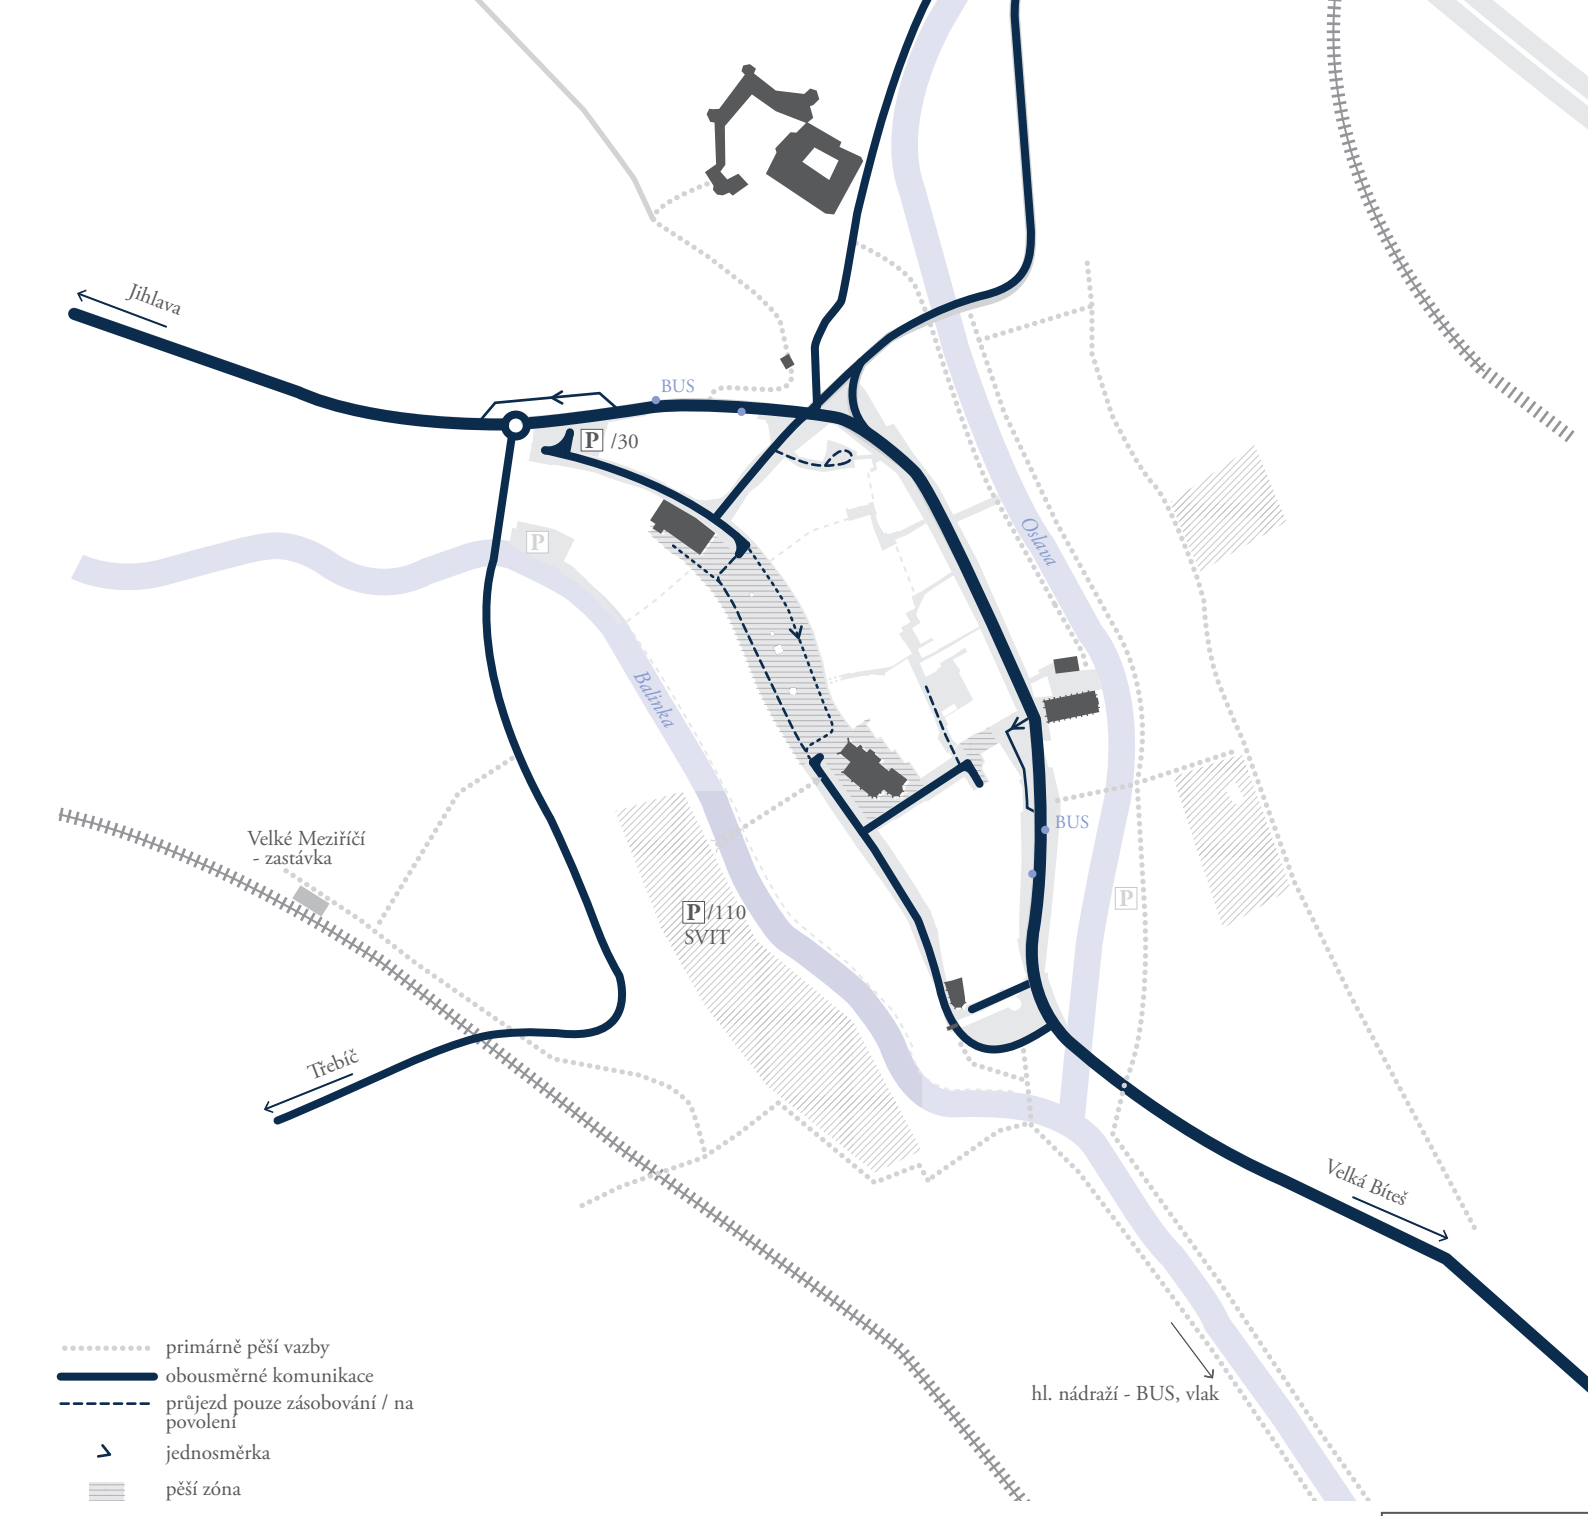 Jihlava
BUS
P /30
P
Oslava
Balinka
BUS
Velké Meziříčí
- zastávka
P
P/110
SVIT
Třebíč
Velká Bíteš
hl. nádraží - BUS, vlak
primárně pěší vazby
obousměrné komunikace
průjezd pouze zásobování / na
povolení
jednosměrka
pěší zóna